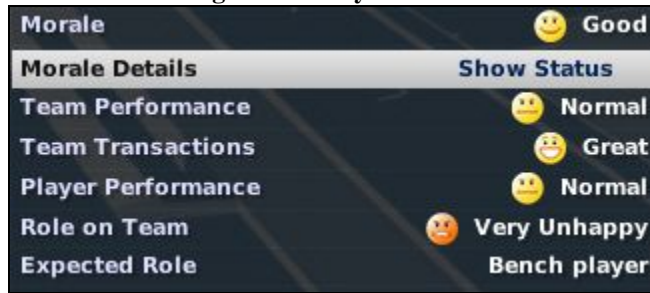 Morale Good
Morale Details Show Status
Team Performance Normal
Team Transactions Great
Player Performance Normal
Role on Team Very Unhappy
Expected Role Bench player